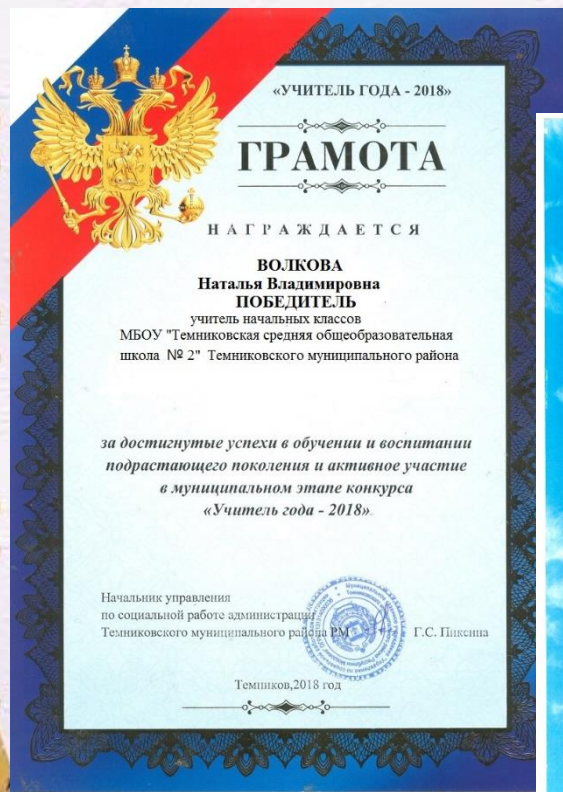 «УЧИТЕЛЬ ГОДА - 2018»
ГРАМОТА
НАГРАЖДАЕТСЯ
ВОЛКОВА
Наталья Владимировна
ПОБЕДИТЕЛЬ
учитель начальных классов
МБОУ "Темниковская средняя общеобразовательная
школа № 2" Темниковского муниципального района
за достигнутые успехи в обучении и воспитании
подрастающего поколения и активное участие
в муниципальном этапе конкурса
«Учитель года - 2018».
Начальник управления
по социальной работе администрации
Темниковского муниципального района РМ Г.С. Пиксина
Темников,2018 год